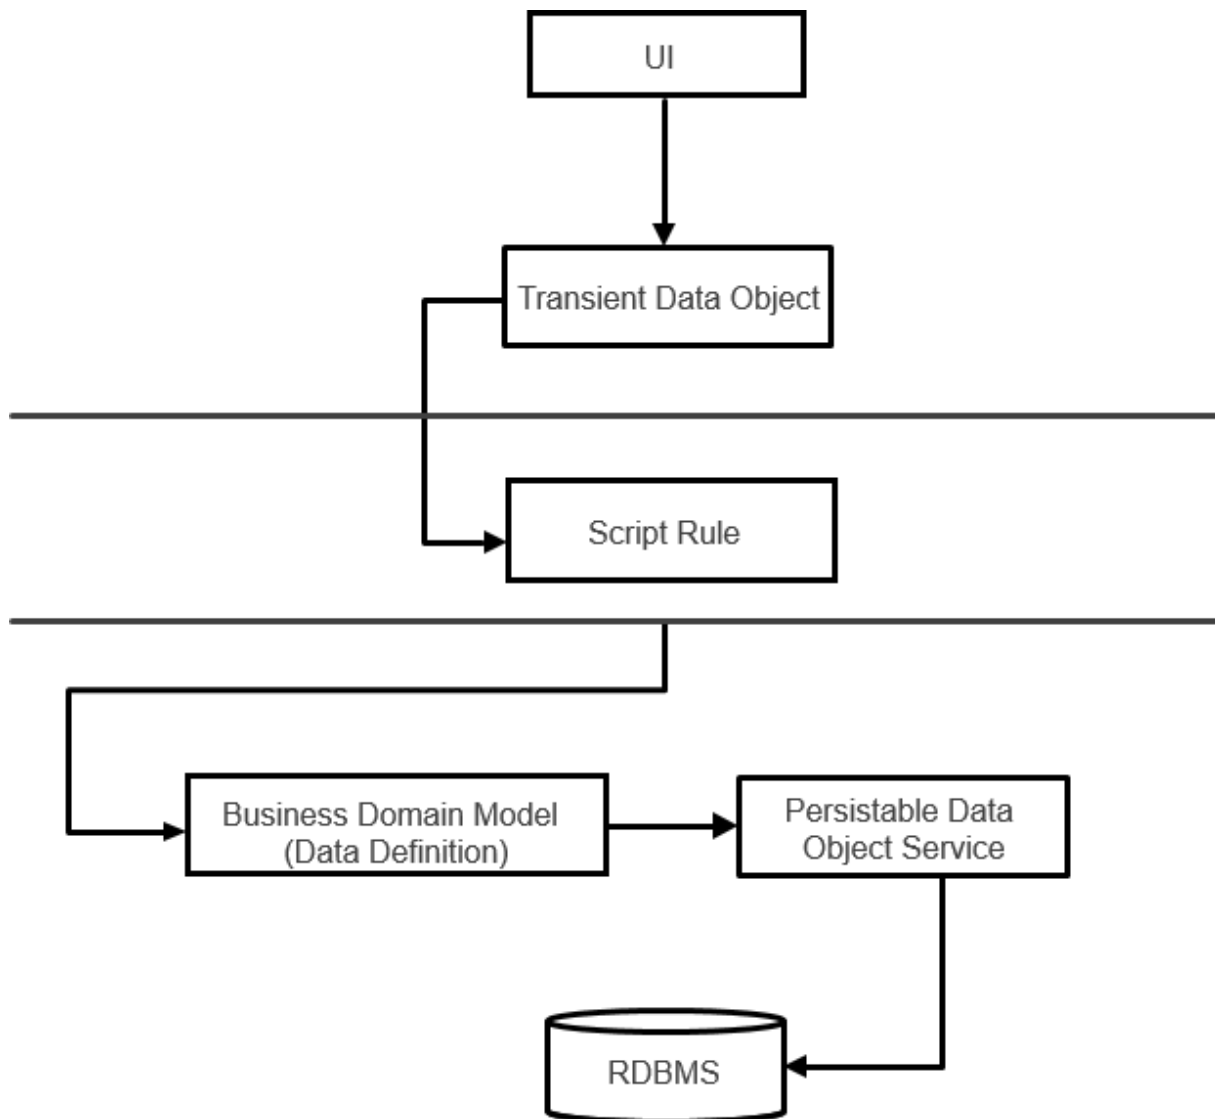 UI
Transient Data Object
Script Rule
Business Domain Model
(Data Definition)
Persistable Data
Object Service
RDBMS